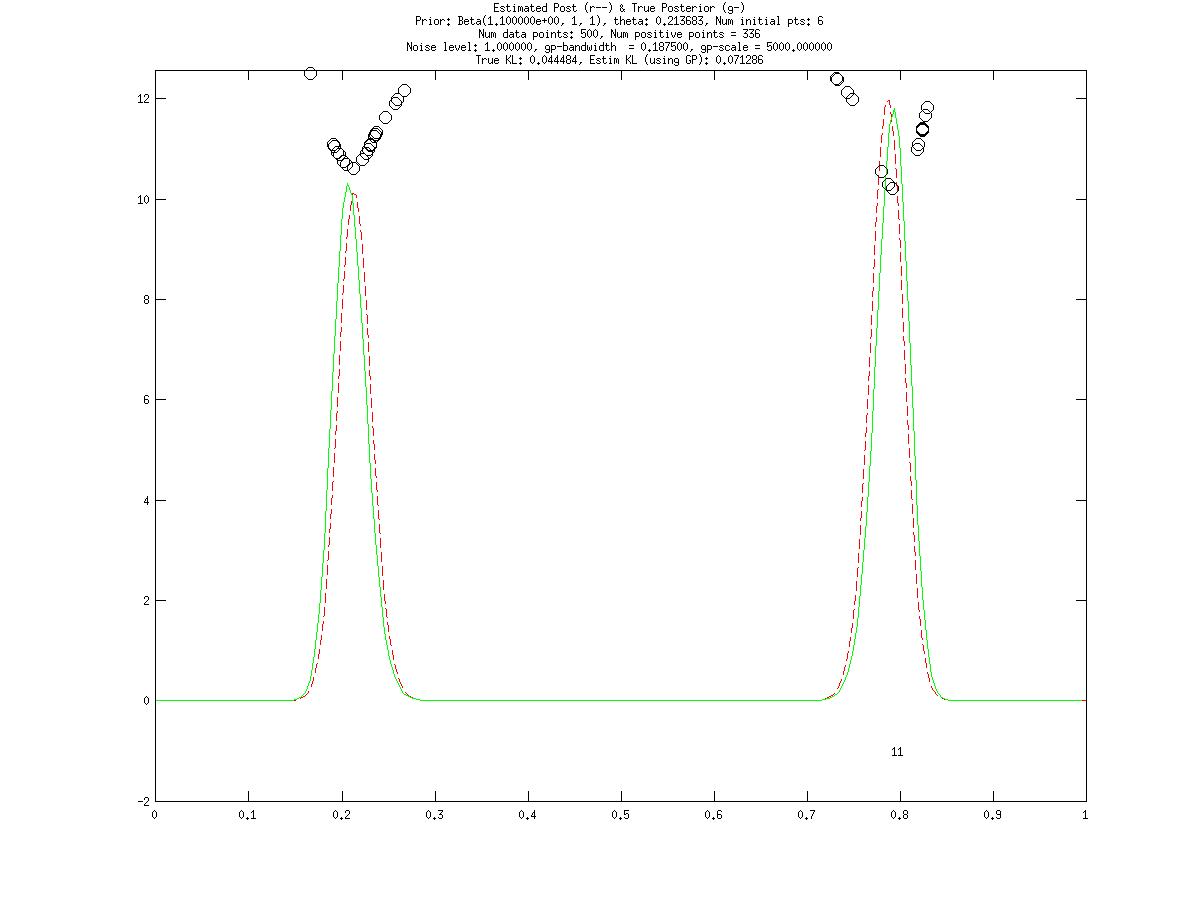 Estimated Post (r--) & True Posterior (g-)
Prior: Beta(1.100000e+00, 1, 1), theta: 0.213683, Num initial pts: 6
Num data points: 500, Num positive points = 336
Noise level: 1.000000, gp-bandwidth  = 0.187500, gp-scale = 5000.000000
True KL: 0.044484, Estim KL (using GP): 0.071286
12
10
8
6
4
2
0
11
-2
0 0.1 0.2 0.3 0.4 0.5 0.6 0.7 0.8 0.9 1